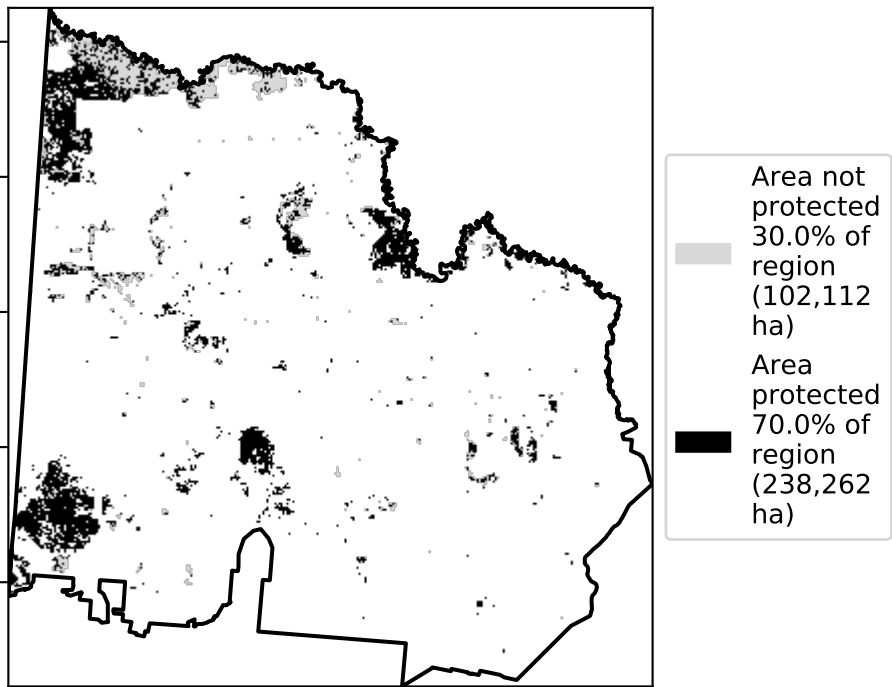 Area not
protected
30.0% of
region
(102,112
ha)
Area
protected
70.0% of
region
(238,262
ha)